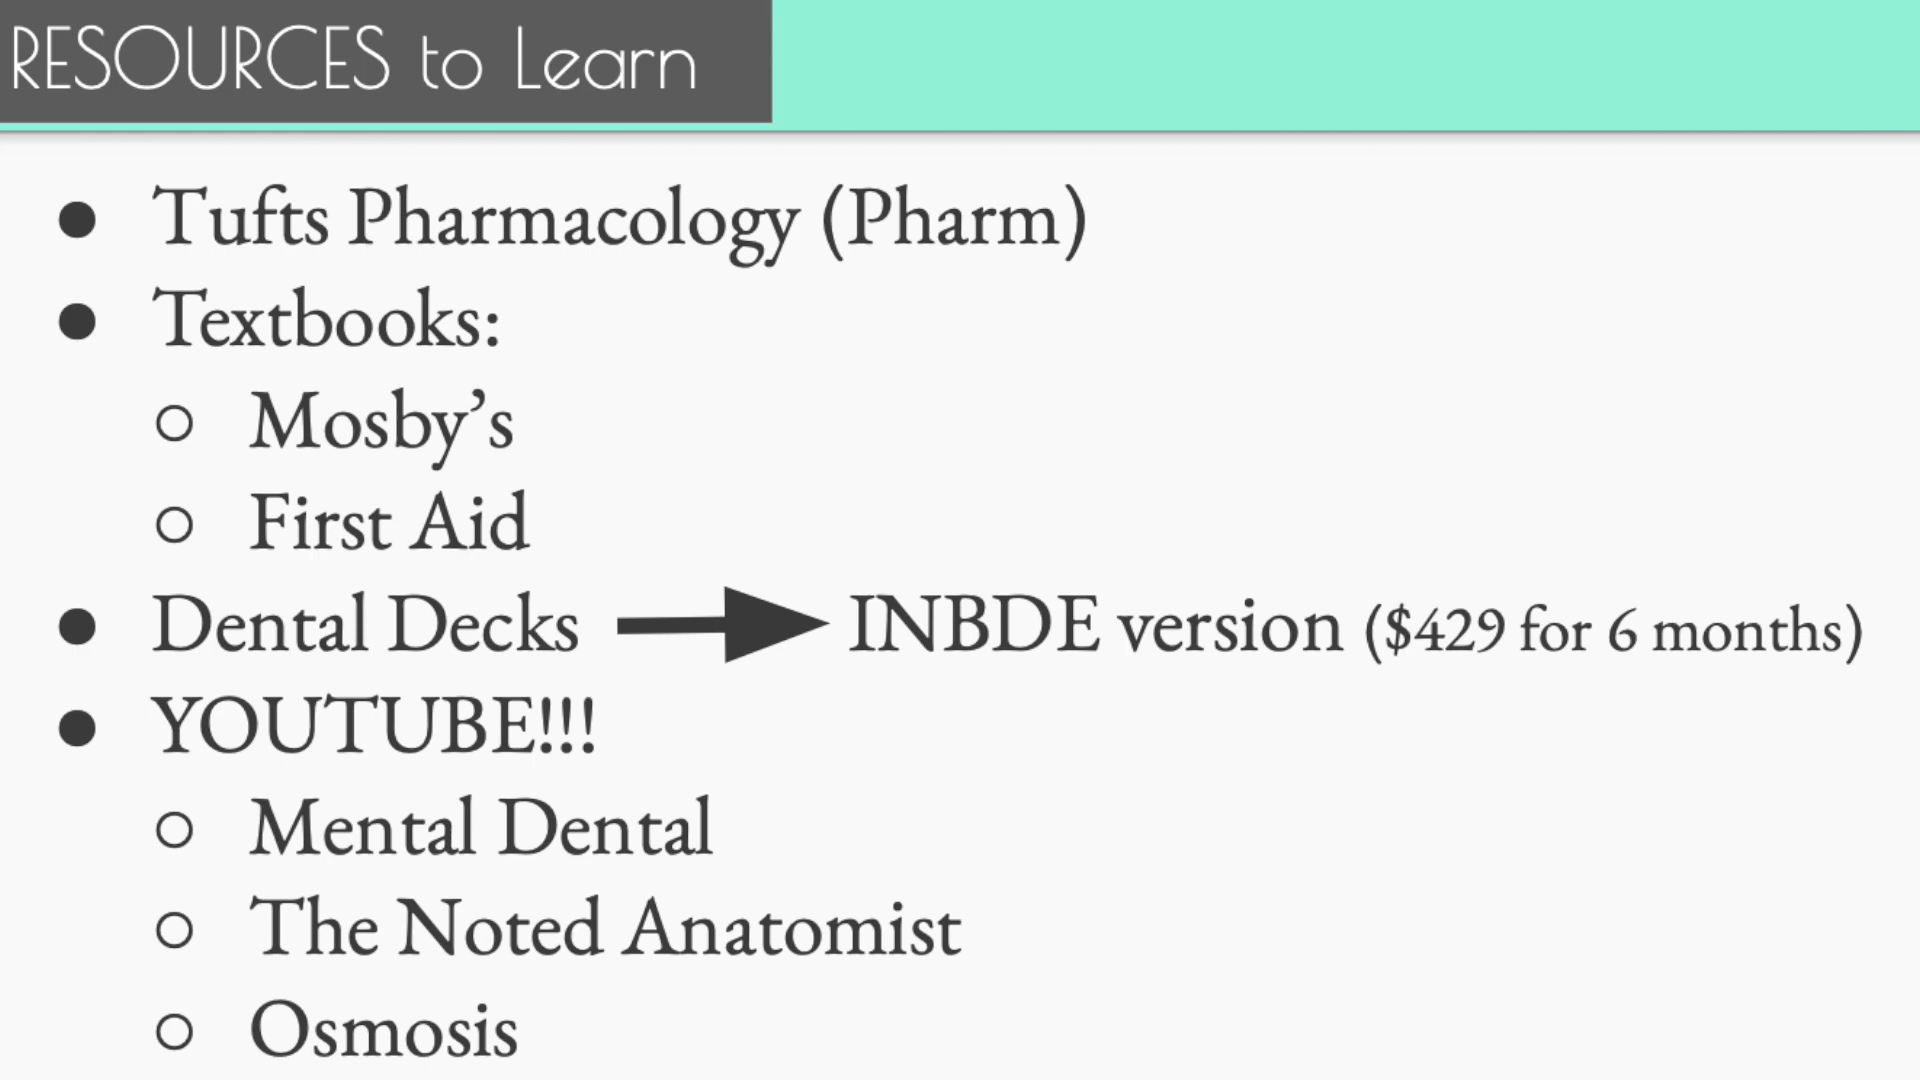 RESOURCES to Learn
● Tufts Pharmacology (Pharm)
● Textbooks:
○ Mosby’s
○ First Aid
● Dental Decks → INBDE version ($429 for 6 months)
● YOUTUBE!!!
○ Mental Dental
○ The Noted Anatomist
○ Osmosis